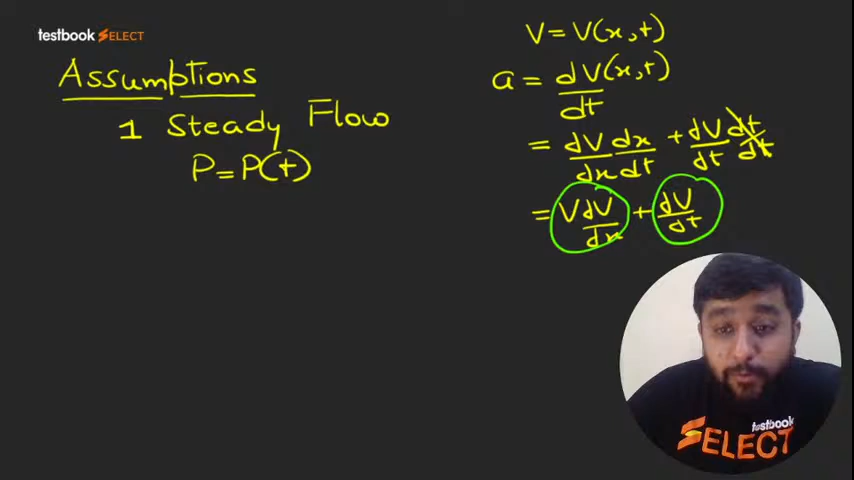 testbook SELECT
Assumptions
1 Steady Flow
P=P(t)
V=V(x,t)
a = dV(x,t)
dt
= dV dx + dV dt
dx dt dt dt
= V dV + dV
dx dt
testbook
SELECT